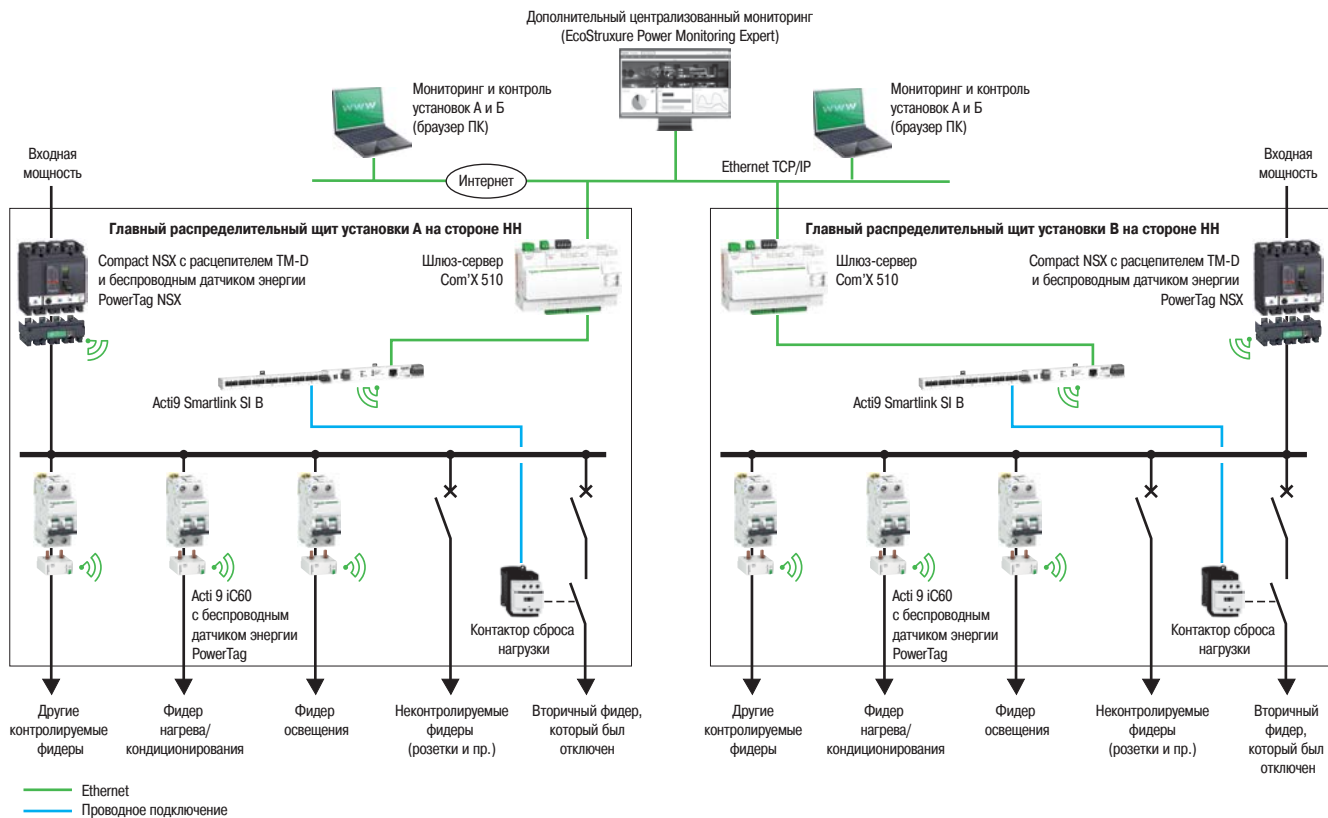 Дополнительный централизованный мониторинг
(EcoStruxure Power Monitoring Expert)
Мониторинг и контроль
установок А и Б
(браузер ПК)
Мониторинг и контроль
установок А и Б
(браузер ПК)
www
www
Входная
мощность
Интернет
Ethernet TCP/IP
Входная
мощность
Главный распределительный щит установки А на стороне НН
Compact NSX с расцепителем TM-D
и беспроводным датчиком энергии
PowerTag NSX
Шлюз-сервер
Com'X 510
Acti9 Smartlink SI B
Acti 9 iC60
с беспроводным
датчиком энергии
PowerTag
Контактор сброса
нагрузки
Другие
контролируемые
фидеры
Фидер
нагрева/
кондиционирования
Фидер
освещения
Неконтролируемые
фидеры
(розетки и пр.)
Вторичный фидер,
который был
отключен
Главный распределительный щит установки В на стороне НН
Шлюз-сервер
Com'X 510
Compact NSX с расцепителем TM-D
и беспроводным датчиком энергии
PowerTag NSX
Acti9 Smartlink SI B
Acti 9 iC60
с беспроводным
датчиком энергии
PowerTag
Контактор сброса
нагрузки
Другие
контролируемые
фидеры
Фидер
нагрева/
кондиционирования
Фидер
освещения
Неконтролируемые
фидеры
(розетки и пр.)
Вторичный
фидер,
который был
отключен
Ethernet
Проводное подключение